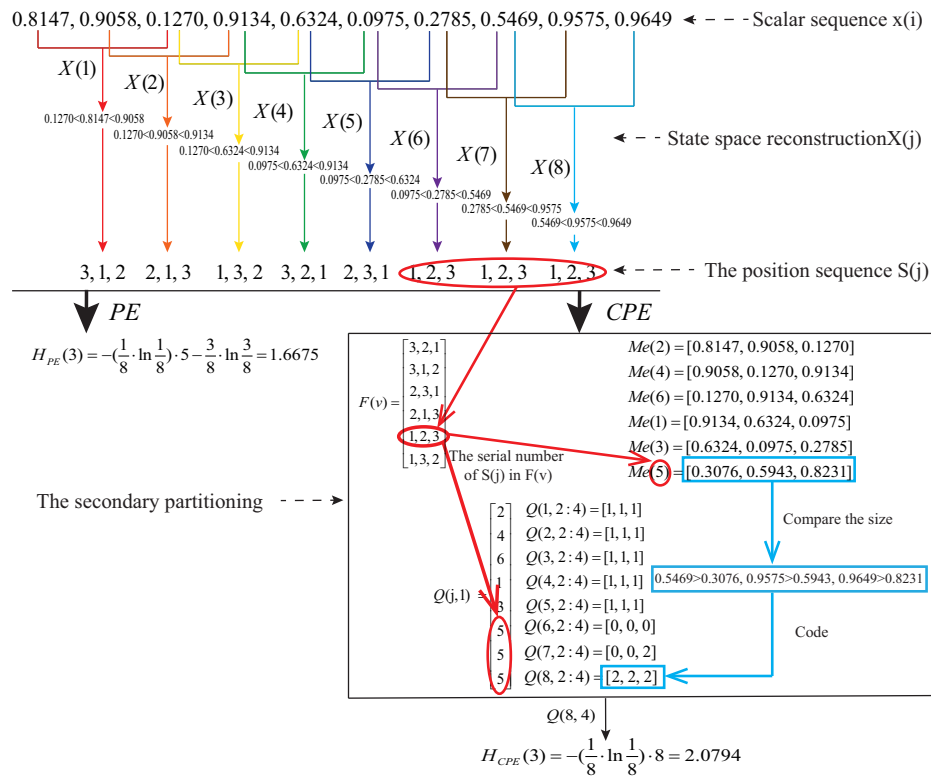 0.8147, 0.9058, 0.1270, 0.9134, 0.6324, 0.0975, 0.2785, 0.5469, 0.9575, 0.9649
Scalar sequence x(i)
X(1)
X(2)
X(3)
X(4)
X(5)
X(6)
X(7)
X(8)
0.1270<0.8147<0.9058
0.1270<0.9058<0.9134
0.1270<0.6324<0.9134
0.0975<0.6324<0.9134
0.0975<0.2785<0.6324
0.0975<0.2785<0.5469
0.2785<0.5469<0.9575
0.5469<0.9575<0.9649
State space reconstructionX(j)
3, 1, 2 2, 1, 3 1, 3, 2 3, 2, 1 2, 3, 1 1, 2, 3 1, 2, 3 1, 2, 3
The position sequence S(j)
PE
CPE
H_PE(3) = −(1/8 · ln 1/8) · 5 − 3/8 · ln 3/8 = 1.6675
F(v) =
3, 2, 1
3, 1, 2
2, 3, 1
2, 1, 3
1, 2, 3
1, 3, 2
The serial number
of S(j) in F(v)
Me(2) = [0.8147, 0.9058, 0.1270]
Me(4) = [0.9058, 0.1270, 0.9134]
Me(6) = [0.1270, 0.9134, 0.6324]
Me(1) = [0.9134, 0.6324, 0.0975]
Me(3) = [0.6324, 0.0975, 0.2785]
Me(5) = [0.3076, 0.5943, 0.8231]
The secondary partitioning
Compare the size
0.5469>0.3076, 0.9575>0.5943, 0.9649>0.8231
Code
Q(j,1) =
2
4
6
1
3
5
5
5
Q(1, 2 : 4) = [1, 1, 1]
Q(2, 2 : 4) = [1, 1, 1]
Q(3, 2 : 4) = [1, 1, 1]
Q(4, 2 : 4) = [1, 1, 1]
Q(5, 2 : 4) = [1, 1, 1]
Q(6, 2 : 4) = [0, 0, 0]
Q(7, 2 : 4) = [0, 0, 2]
Q(8, 2 : 4) = [2, 2, 2]
Q(8, 4)
H_CPE(3) = −(1/8 · ln 1/8) · 8 = 2.0794